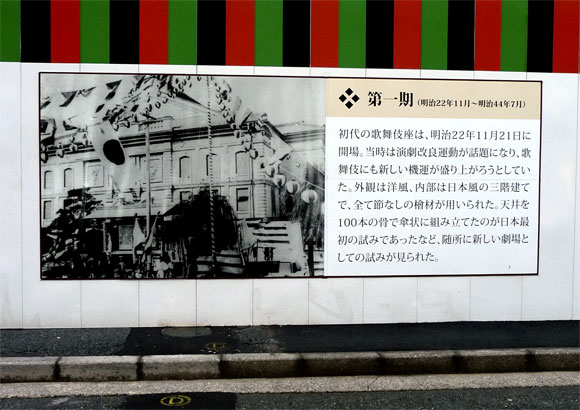 第一期（明治22年11月～明治44年7月）
初代の歌舞伎座は、明治22年11月21日に
開場。当時は演劇改良運動が話題になり、歌
舞伎にも新しい機運が盛り上がろうとしてい
た。外観は洋風、内部は日本風の三階建て
で、全て節なしの檜材が用いられた。天井を
100本の骨で傘状に組み立てたのが日本最
初の試みであったなど、随所に新しい劇場と
しての試みが見られた。